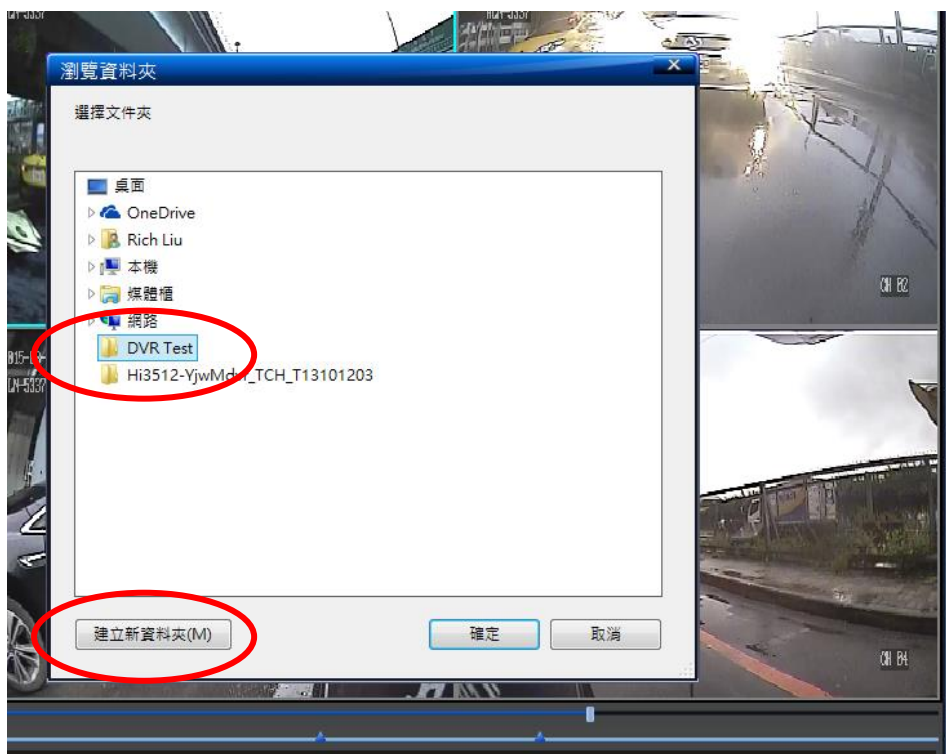 瀏覽資料夾
選擇文件夾
桌面
OneDrive
Rich Liu
本機
媒體櫃
網路
DVR Test
Hi3512-YjwMdvr_TCH_T13101203
建立新資料夾(M)
確定
取消
CH B2
CH B4